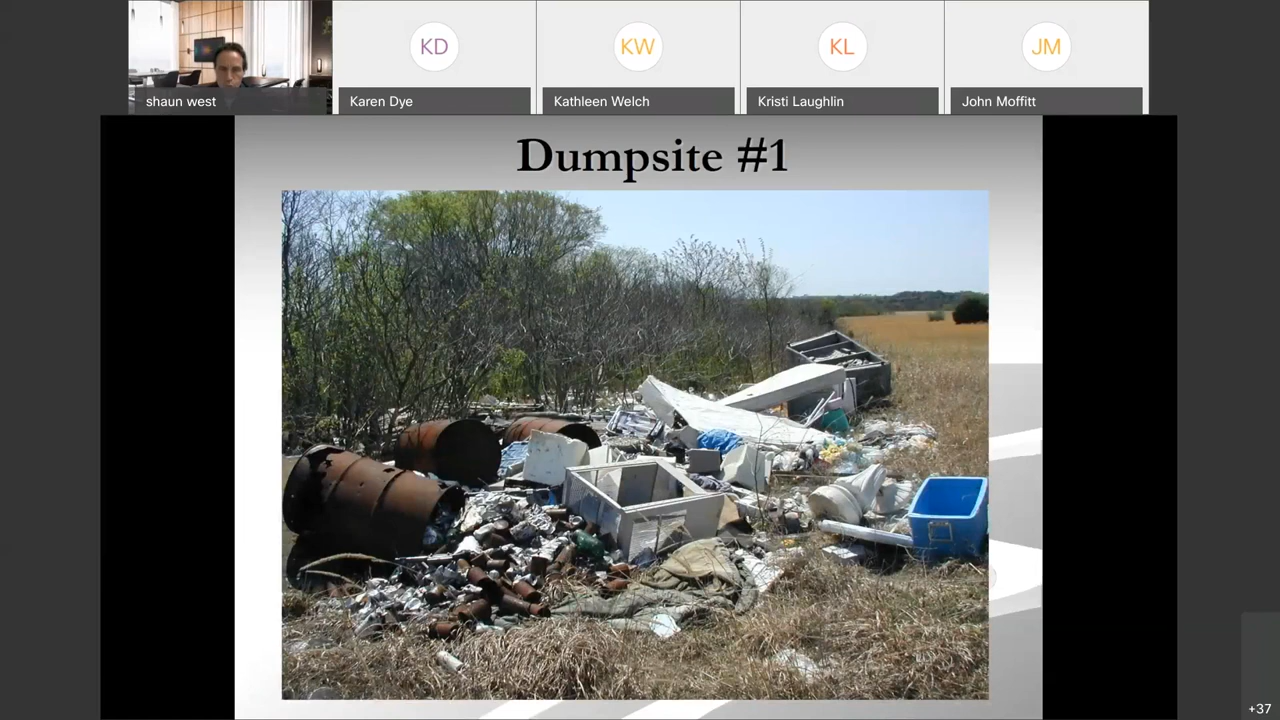 KD
KW
KL
JM
shaun west
Karen Dye
Kathleen Welch
Kristi Laughlin
John Moffitt
Dumpsite #1
+37